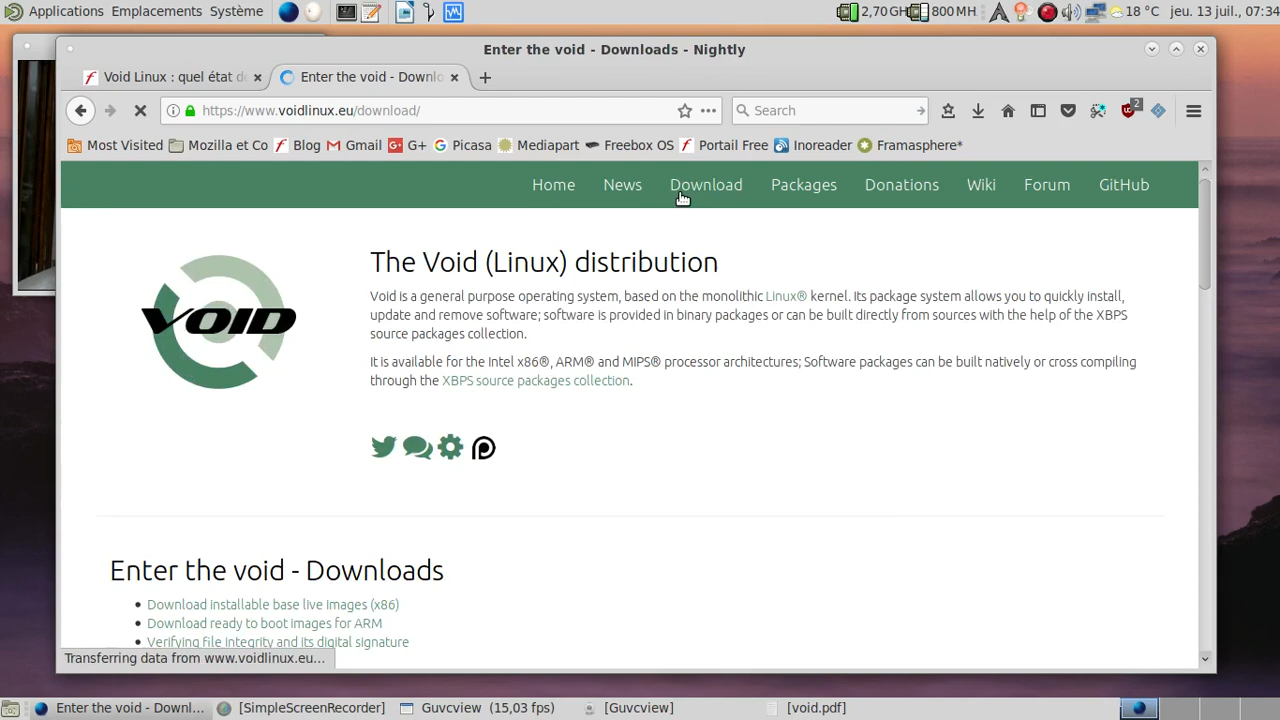 Applications Emplacements Système 2,70 GH 800 MH 18 °C jeu. 13 juil., 07:34
Enter the void - Downloads - Nightly
Void Linux : quel état de Enter the void - Downlo
https://www.voidlinux.eu/download/ Search 2
Most Visited Mozilla et Co Blog Gmail G+ Picasa Mediapart Freebox OS Portail Free Inoreader Framasphere*
Home News Download Packages Donations Wiki Forum GitHub
VOID
The Void (Linux) distribution
Void is a general purpose operating system, based on the monolithic Linux® kernel. Its package system allows you to quickly install,
update and remove software; software is provided in binary packages or can be built directly from sources with the help of the XBPS
source packages collection.
It is available for the Intel x86®, ARM® and MIPS® processor architectures; Software packages can be built natively or cross compiling
through the XBPS source packages collection.
Enter the void - Downloads
Download installable base live images (x86)
Download ready to boot images for ARM
Verifying file integrity and its digital signature
Transferring data from www.voidlinux.eu...
Enter the void - Downl... [SimpleScreenRecorder] Guvcview (15,03 fps) [Guvcview] [void.pdf]